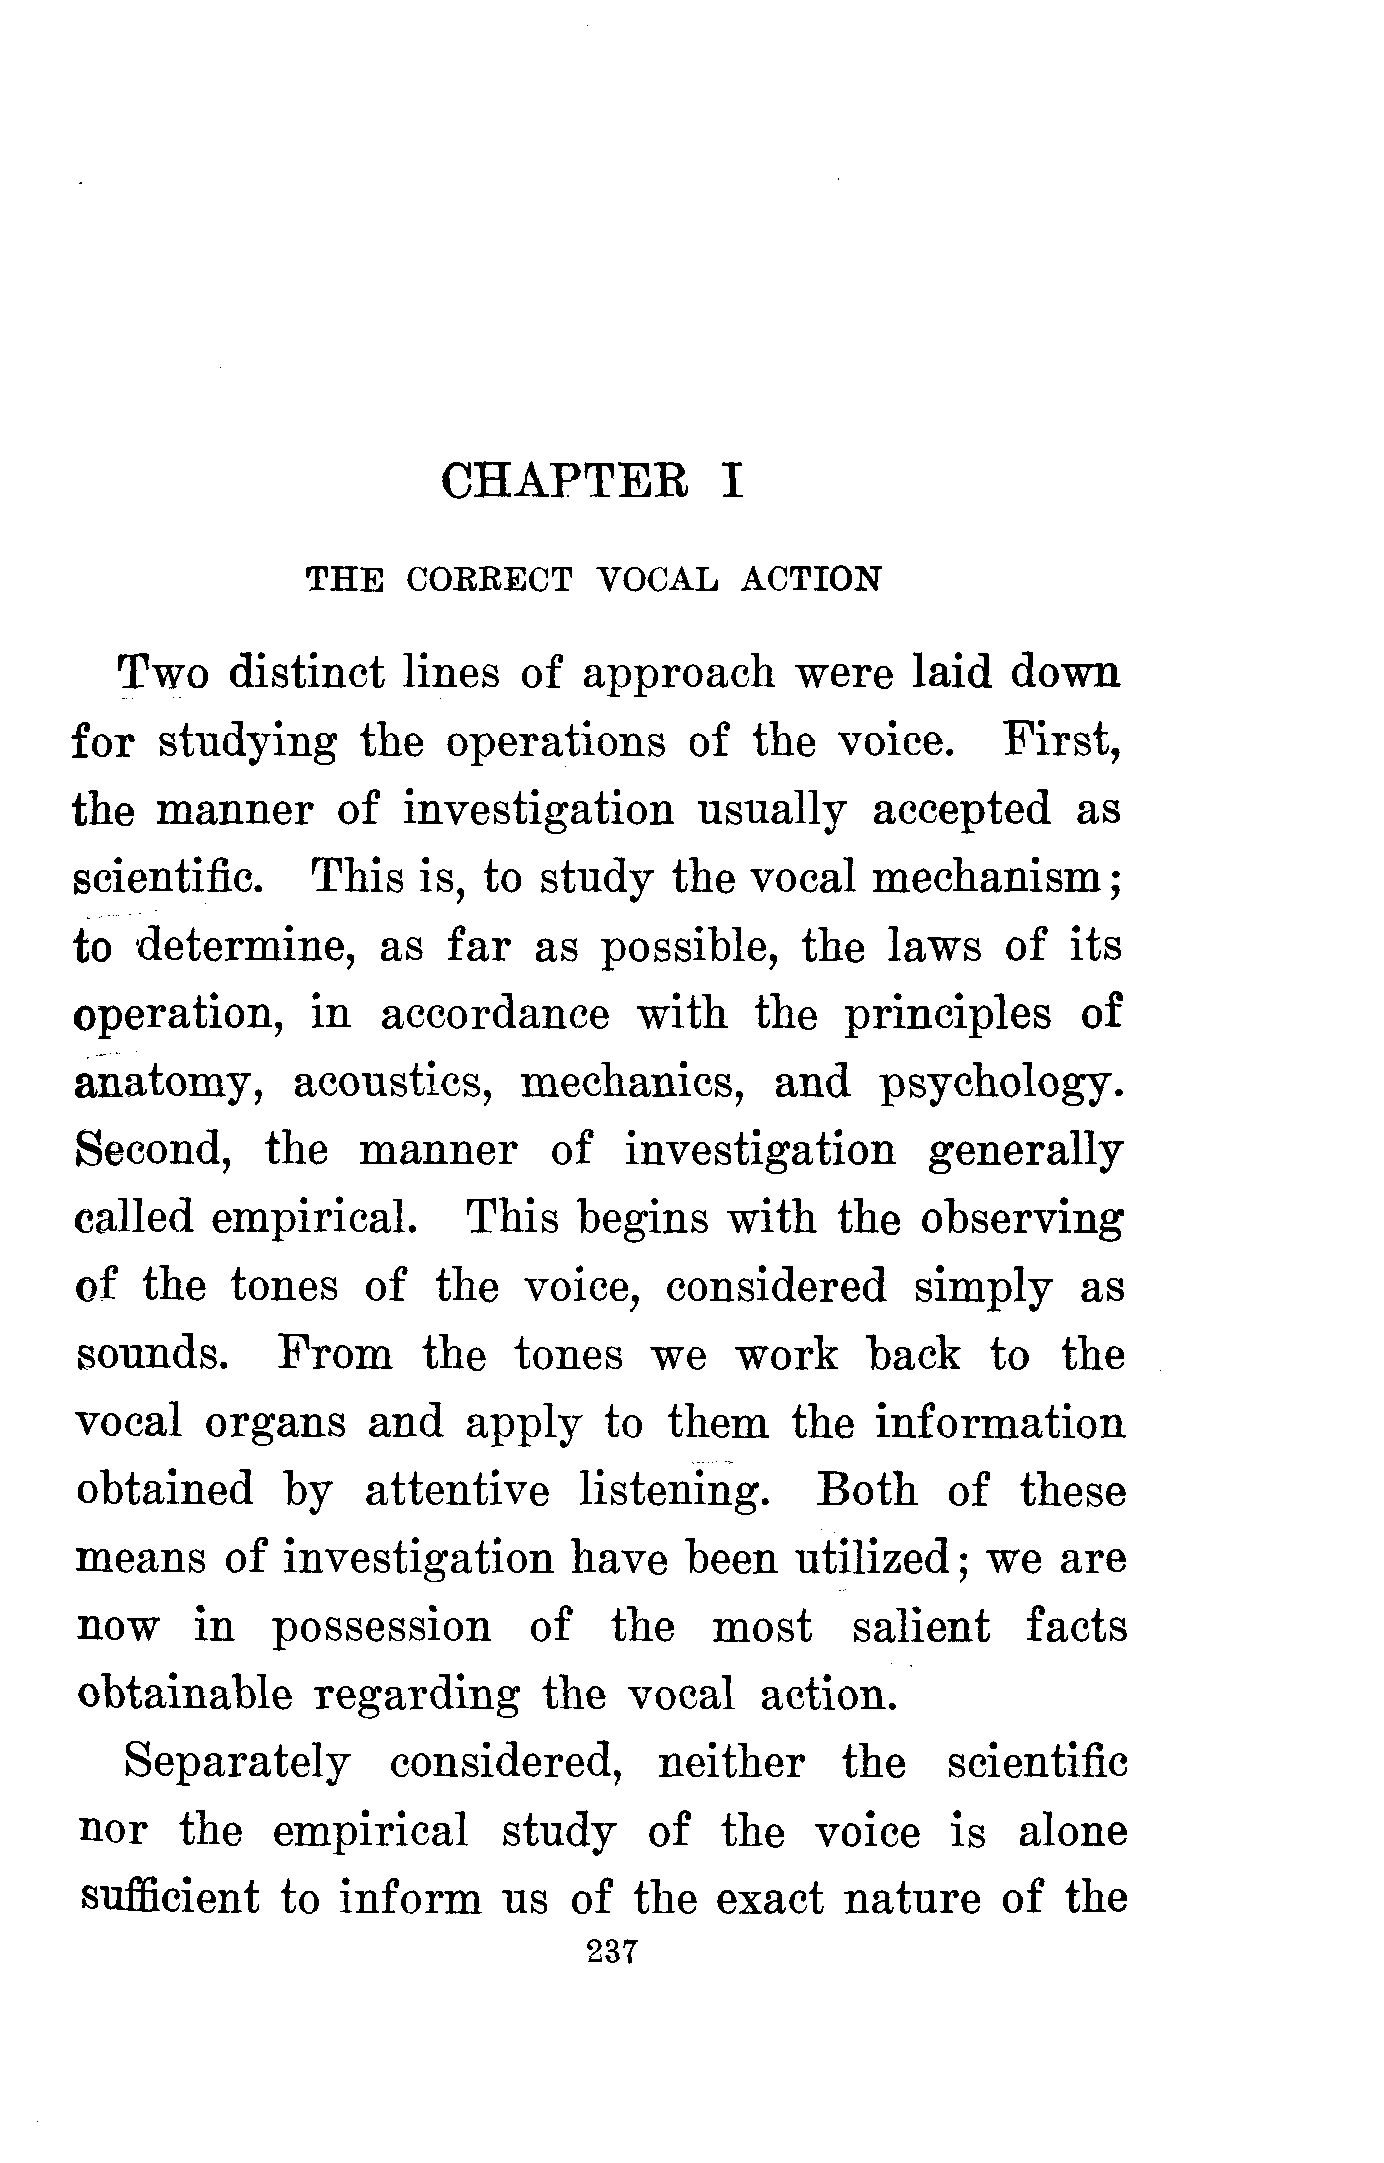 CHAPTER I
THE CORRECT VOCAL ACTION
Two distinct lines of approach were laid down
for studying the operations of the voice. First,
the manner of investigation usually accepted as
scientific. This is, to study the vocal mechanism;
to determine, as far as possible, the laws of its
operation, in accordance with the principles of
anatomy, acoustics, mechanics, and psychology.
Second, the manner of investigation generally
called empirical. This begins with the observing
of the tones of the voice, considered simply as
sounds. From the tones we work back to the
vocal organs and apply to them the information
obtained by attentive listening. Both of these
means of investigation have been utilized; we are
now in possession of the most salient facts
obtainable regarding the vocal action.
Separately considered, neither the scientific
nor the empirical study of the voice is alone
sufficient to inform us of the exact nature of the
237